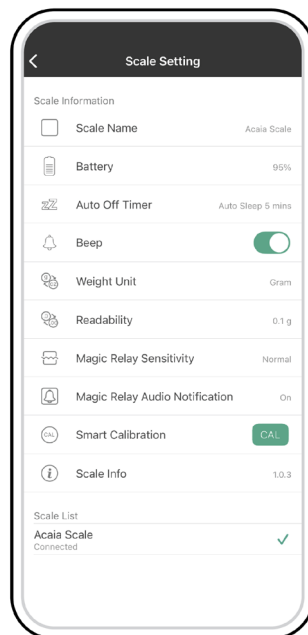 Scale Setting
Scale Information
Scale Name Acaia Scale
Battery 95%
Auto Off Timer Auto Sleep 5 mins
Beep
Weight Unit Gram
Readability 0.1 g
Magic Relay Sensitivity Normal
Magic Relay Audio Notification On
CAL Smart Calibration CAL
Scale Info 1.0.3
Scale List
Acaia Scale
Connected